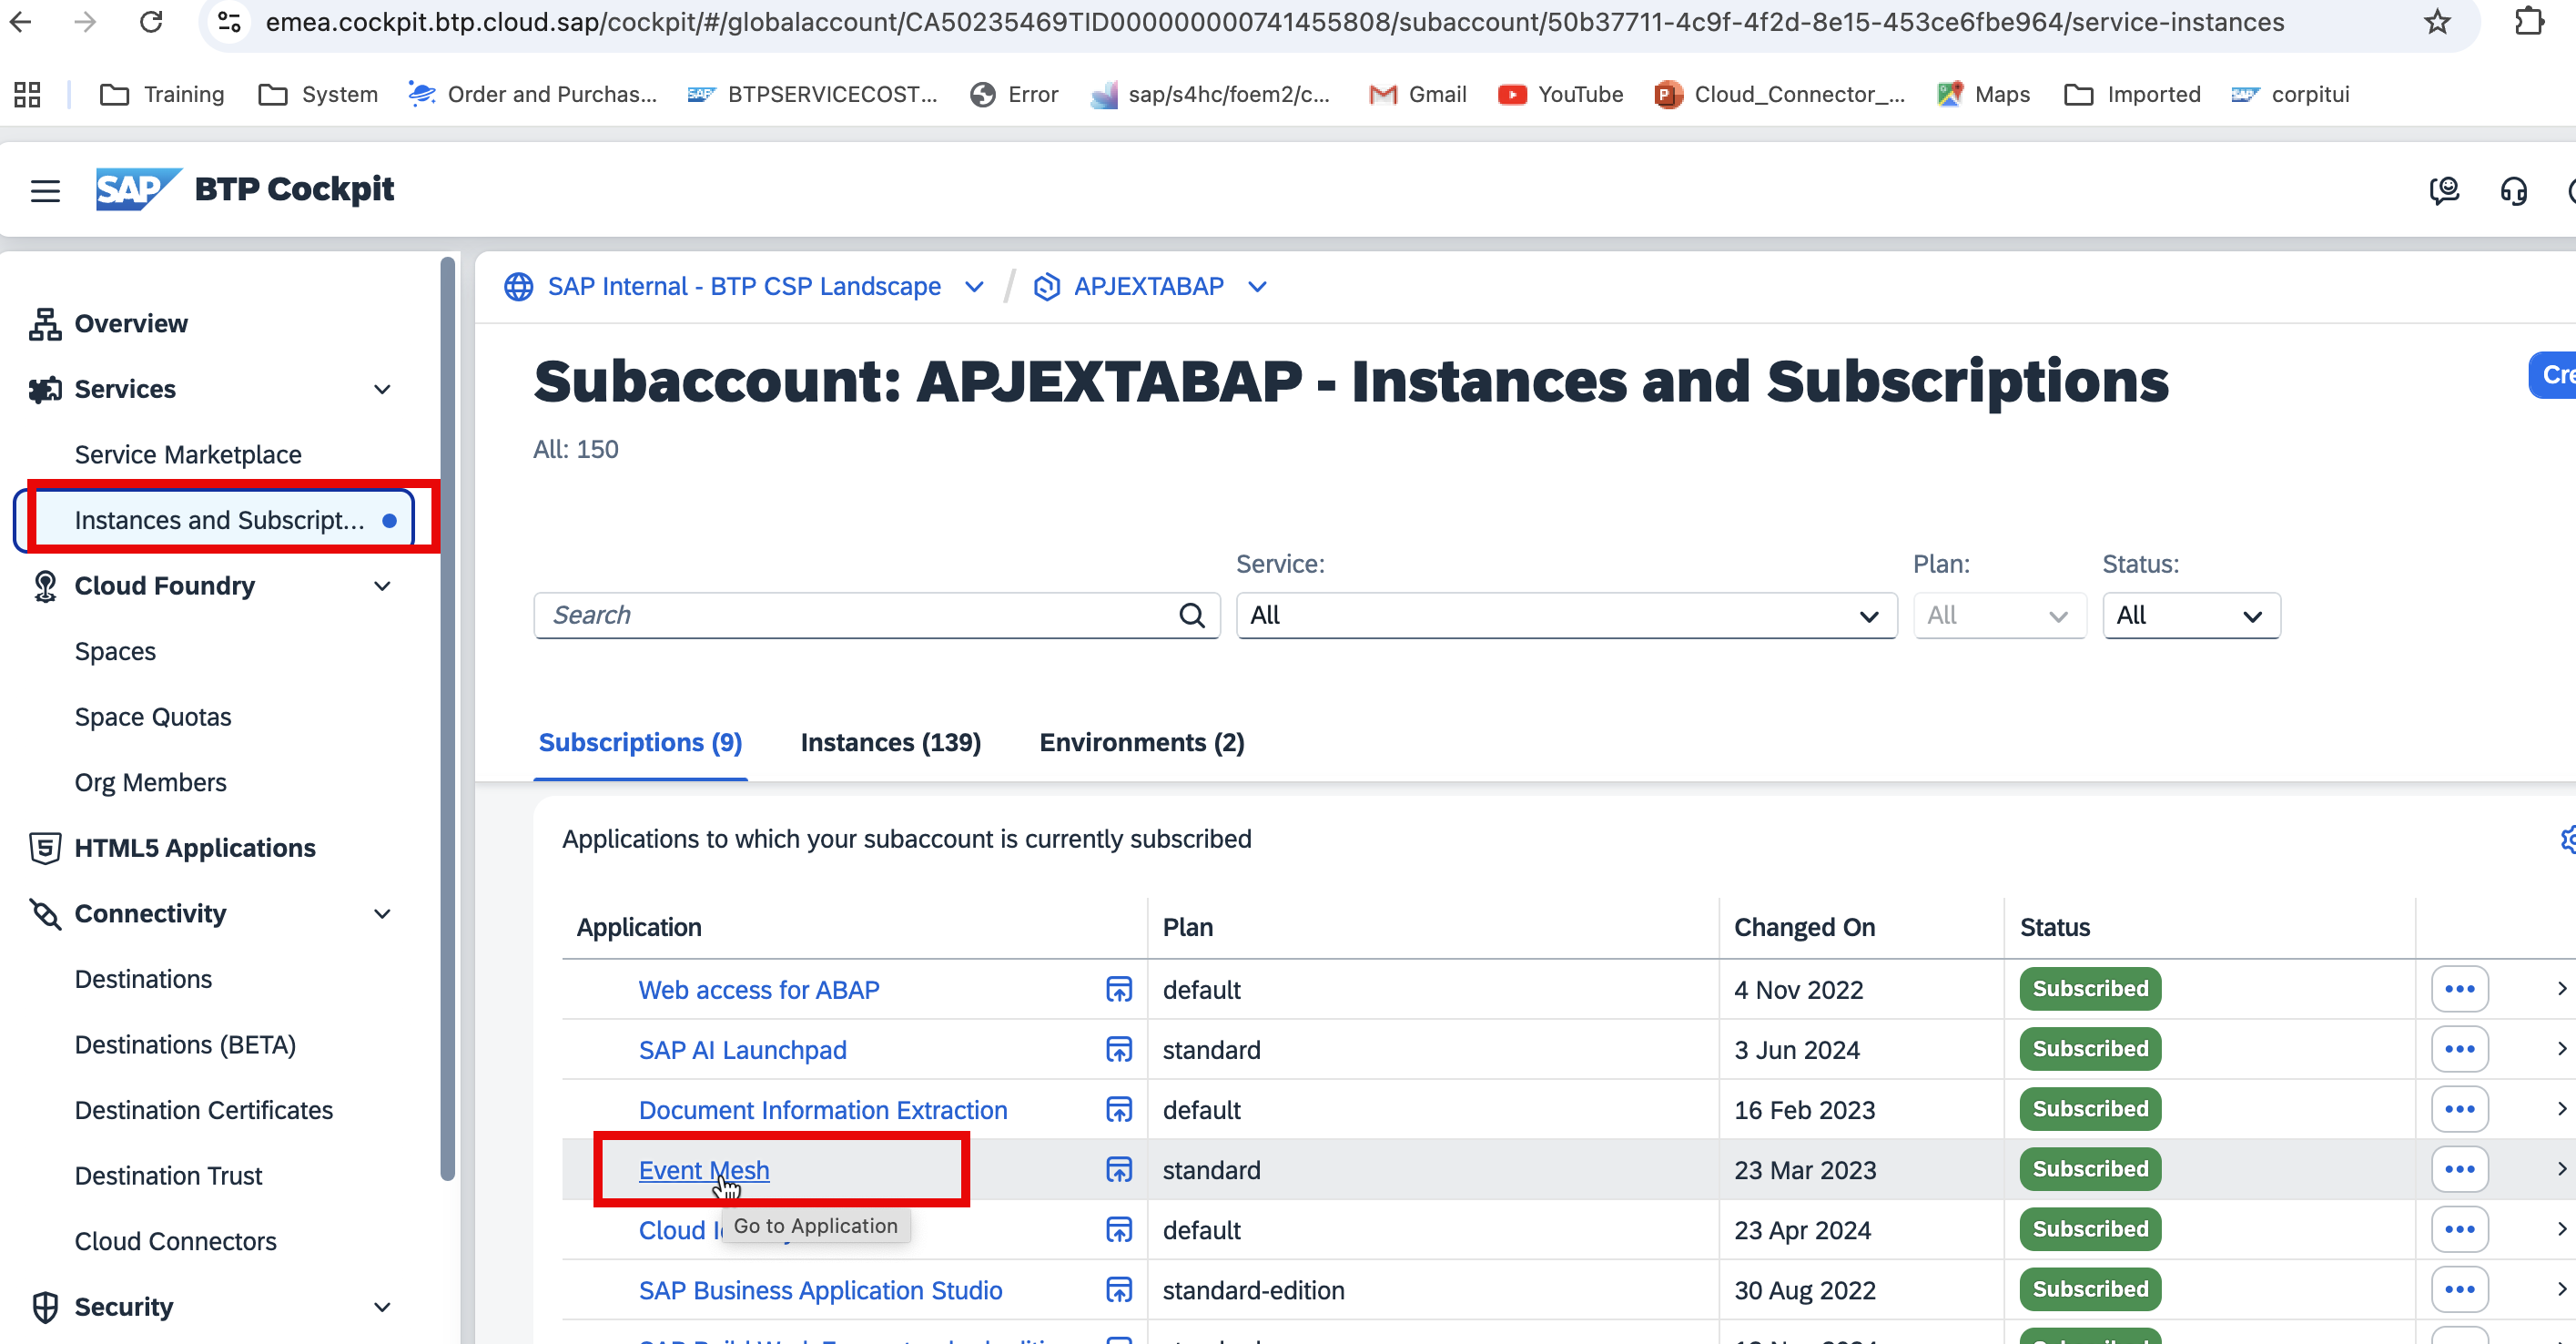 emea.cockpit.btp.cloud.sap/cockpit/#/globalaccount/CA50235469TID000000000741455808/subaccount/50b37711-4c9f-4f2d-8e15-453ce6fbe964/service-instances
Training System Order and Purchas... BTPSERVICECOST... Error sap/s4hc/foem2/c... Gmail YouTube Cloud_Connector_... Maps Imported corpitui
SAP BTP Cockpit
Overview
Services
Service Marketplace
Instances and Subscript...
Cloud Foundry
Spaces
Space Quotas
Org Members
HTML5 Applications
Connectivity
Destinations
Destinations (BETA)
Destination Certificates
Destination Trust
Cloud Connectors
Security
SAP Internal - BTP CSP Landscape / APJEXTABAP
Subaccount: APJEXTABAP - Instances and Subscriptions
Cre
All: 150
Service: Plan: Status:
Search All All All
Subscriptions (9) Instances (139) Environments (2)
Applications to which your subaccount is currently subscribed
Application Plan Changed On Status
Web access for ABAP default 4 Nov 2022 Subscribed
SAP AI Launchpad standard 3 Jun 2024 Subscribed
Document Information Extraction default 16 Feb 2023 Subscribed
Event Mesh standard 23 Mar 2023 Subscribed
Go to Application
Cloud default 23 Apr 2024 Subscribed
SAP Business Application Studio standard-edition 30 Aug 2022 Subscribed